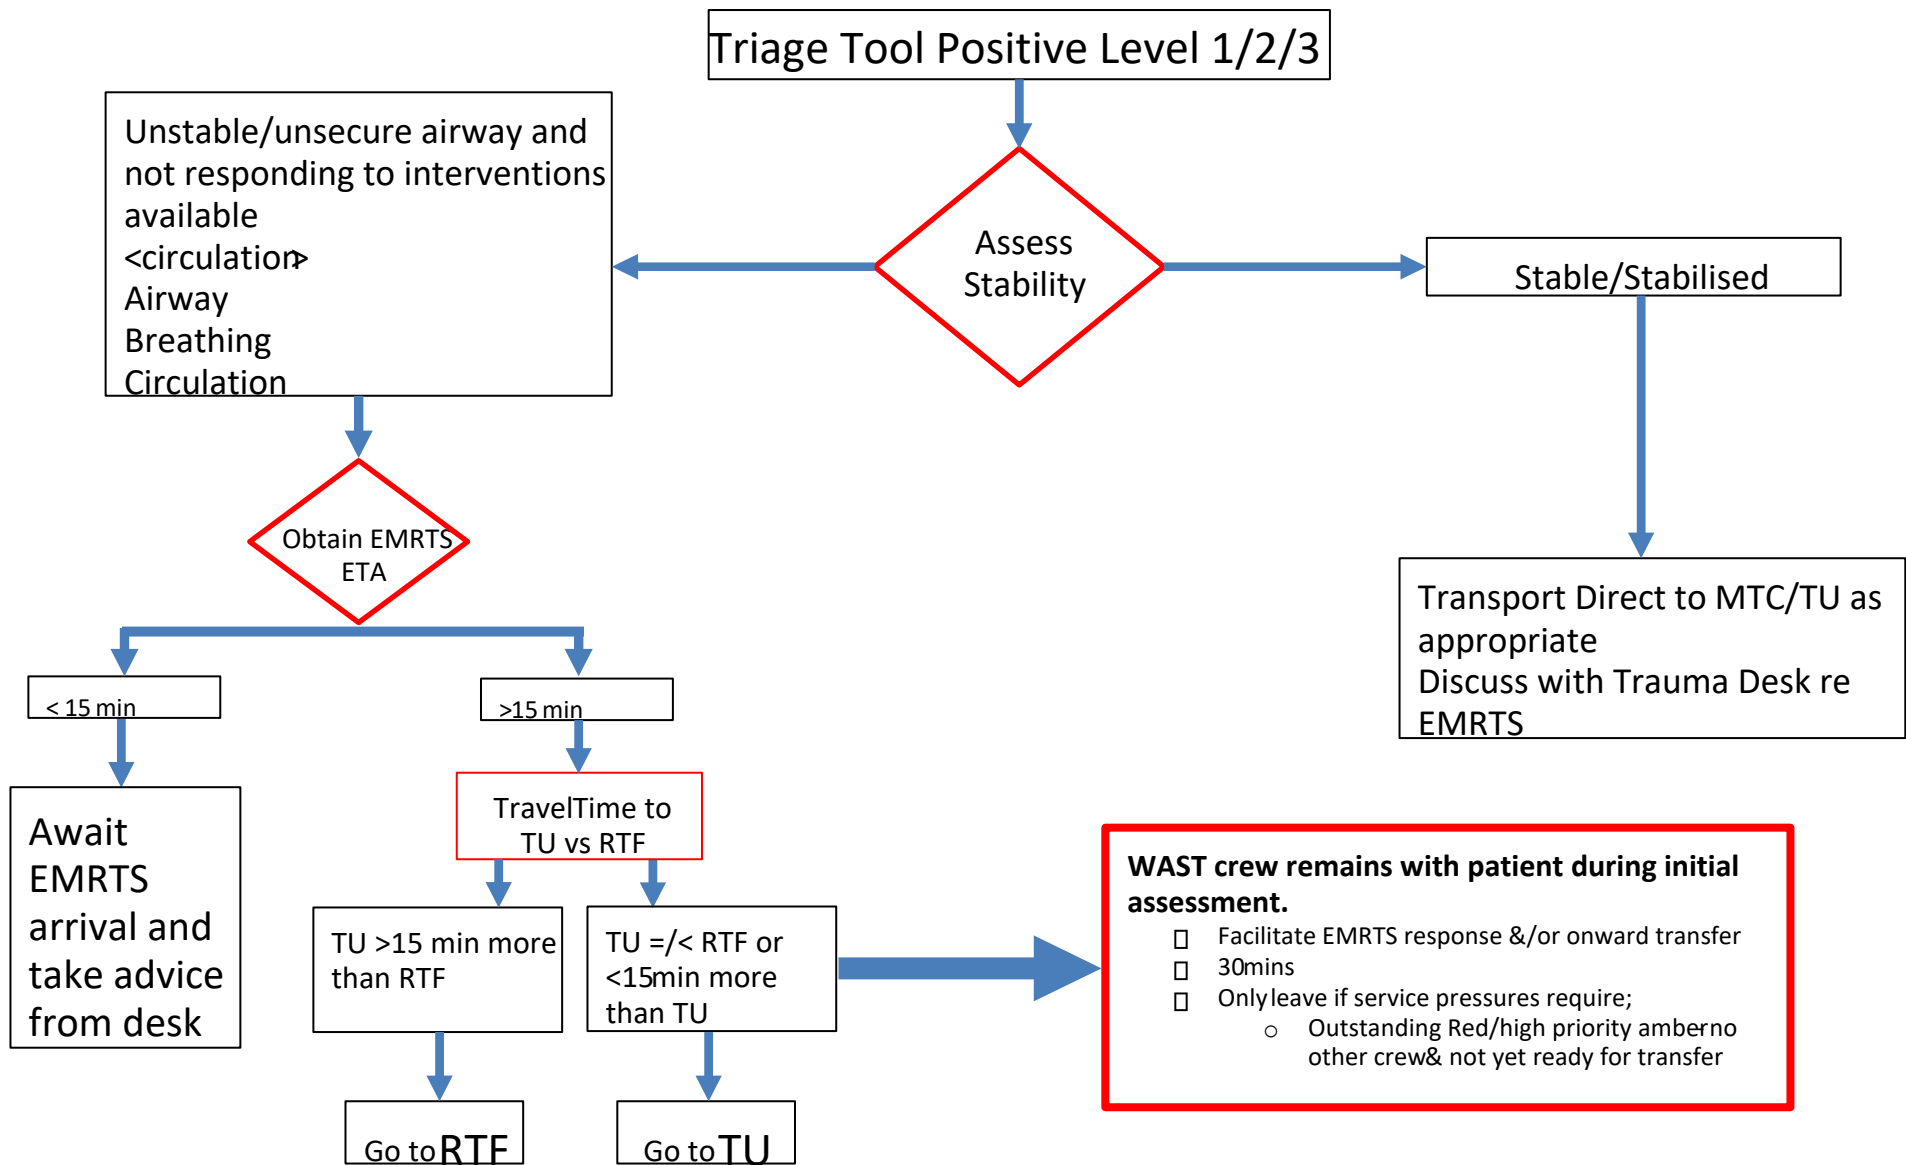 Triage Tool Positive Level 1/2/3
Unstable/unsecure airway and
not responding to interventions
available
<circulation>
Airway
Breathing
Circulation
Assess
Stability
Stable/Stabilised
Obtain EMRTS
ETA
Transport Direct to MTC/TU as
appropriate
Discuss with Trauma Desk re
EMRTS
< 15 min
>15 min
Await
EMRTS
arrival and
take advice
from desk
TravelTime to
TU vs RTF
TU >15 min more
than RTF
TU =/< RTF or
<15min more
than TU
WAST crew remains with patient during initial
assessment.
Facilitate EMRTS response &/or onward transfer
30mins
Only leave if service pressures require;
o Outstanding Red/high priority amber-no
other crew& not yet ready for transfer
Go to RTF
Go to TU